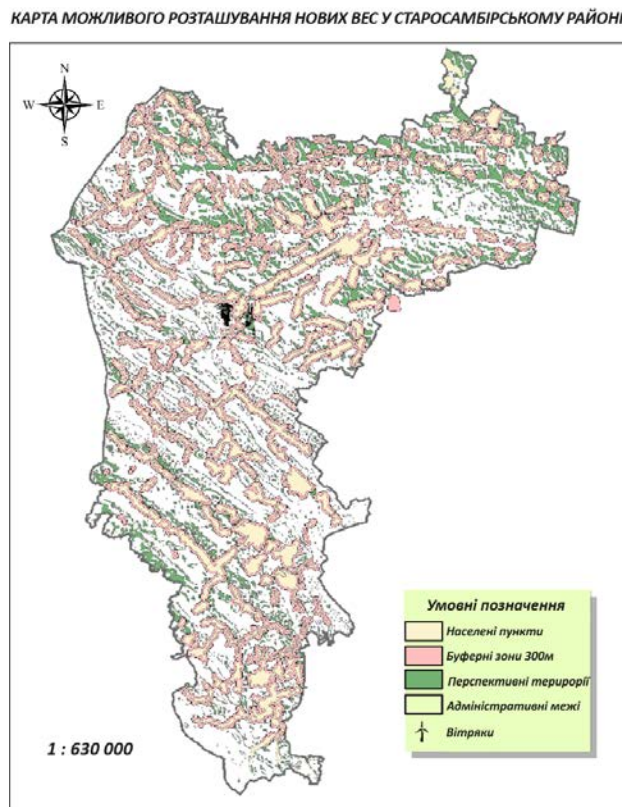 КАРТА МОЖЛИВОГО РОЗТАШУВАННЯ НОВИХ ВЕС У СТАРОСАМБІРСЬКОМУ РАЙОНІ
N
W E
S
Умовні позначення
Населені пункти
Буферні зони 300м
Перспективні терирорії
Адміністративні межі
Вітряки
1 : 630 000